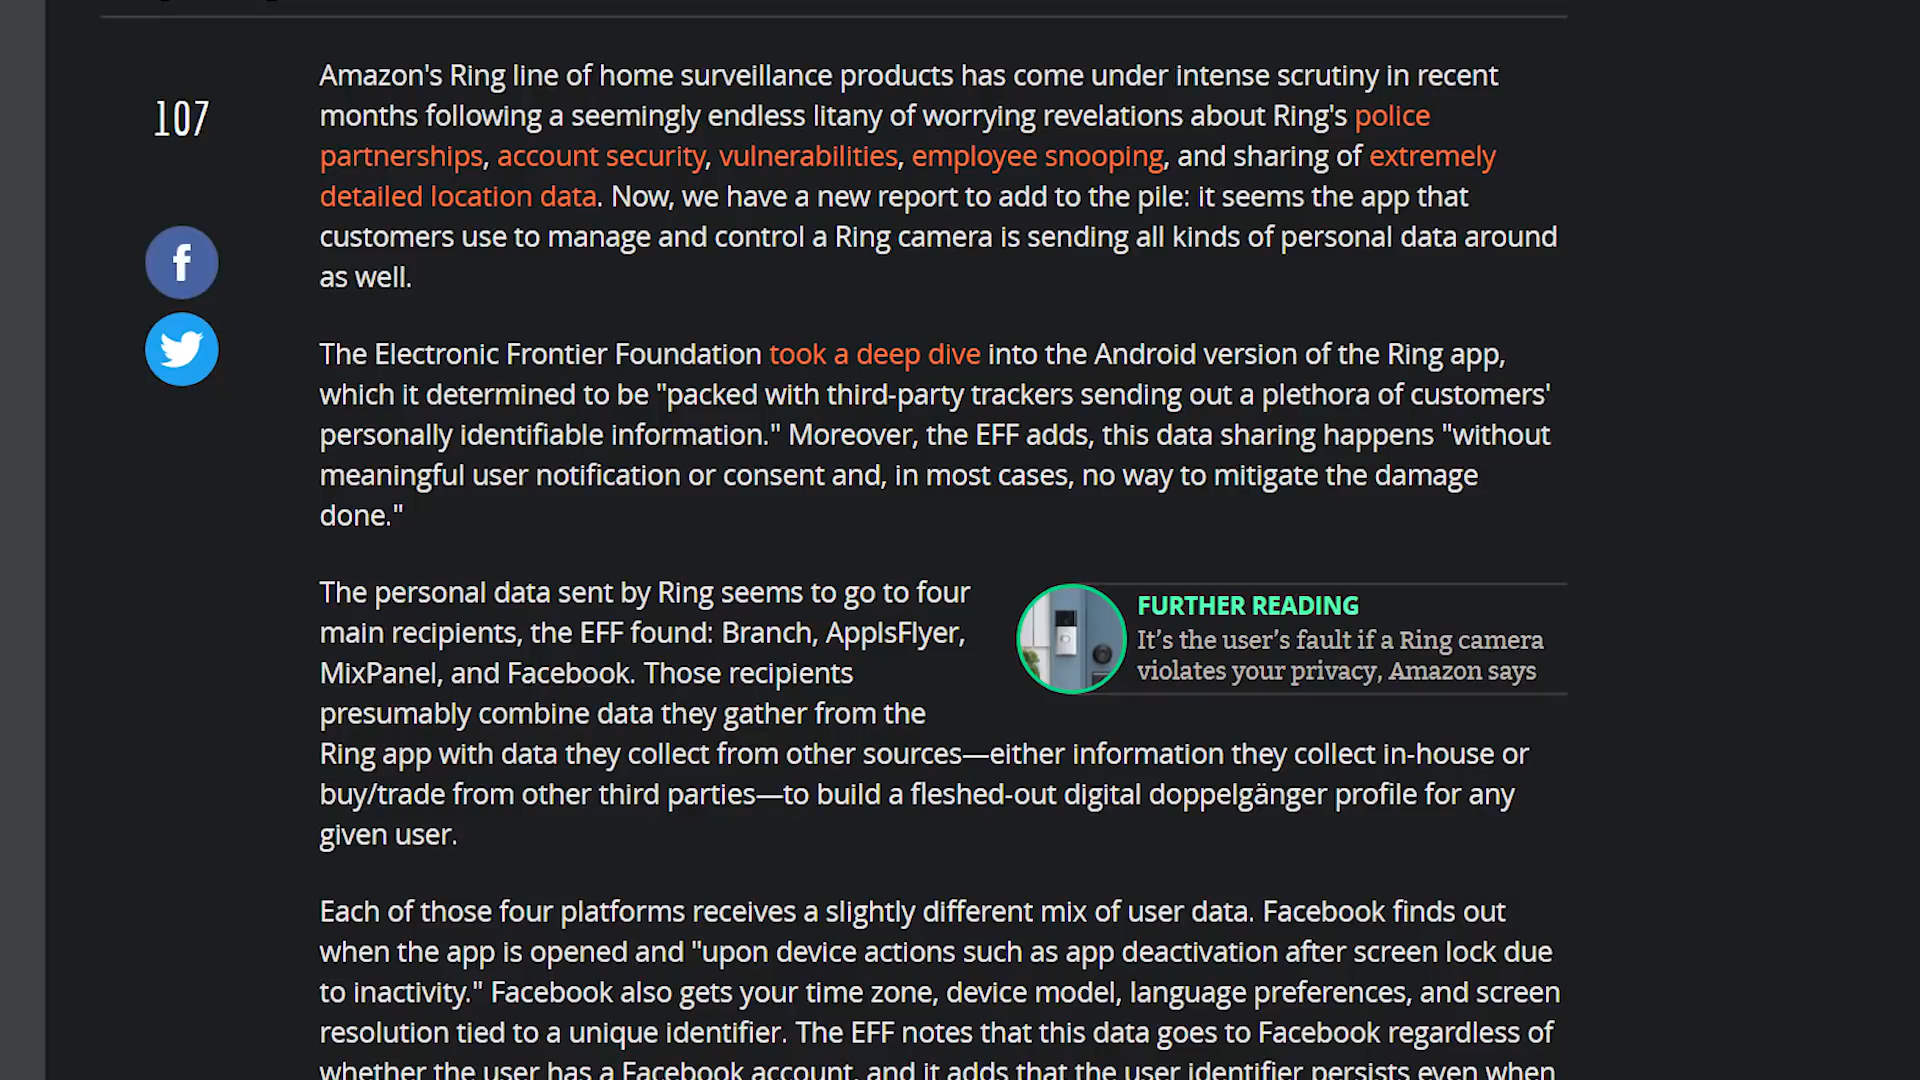 107
Amazon's Ring line of home surveillance products has come under intense scrutiny in recent
months following a seemingly endless litany of worrying revelations about Ring's police
partnerships, account security, vulnerabilities, employee snooping, and sharing of extremely
detailed location data. Now, we have a new report to add to the pile: it seems the app that
customers use to manage and control a Ring camera is sending all kinds of personal data around
as well.
The Electronic Frontier Foundation took a deep dive into the Android version of the Ring app,
which it determined to be "packed with third-party trackers sending out a plethora of customers'
personally identifiable information." Moreover, the EFF adds, this data sharing happens "without
meaningful user notification or consent and, in most cases, no way to mitigate the damage
done."
The personal data sent by Ring seems to go to four
main recipients, the EFF found: Branch, ApplsFlyer,
MixPanel, and Facebook. Those recipients
presumably combine data they gather from the
Ring app with data they collect from other sources—either information they collect in-house or
buy/trade from other third parties—to build a fleshed-out digital doppelgänger profile for any
given user.
FURTHER READING
It's the user's fault if a Ring camera
violates your privacy, Amazon says
Each of those four platforms receives a slightly different mix of user data. Facebook finds out
when the app is opened and "upon device actions such as app deactivation after screen lock due
to inactivity." Facebook also gets your time zone, device model, language preferences, and screen
resolution tied to a unique identifier. The EFF notes that this data goes to Facebook regardless of
whether the user has a Facebook account, and it adds that the user identifier persists even when